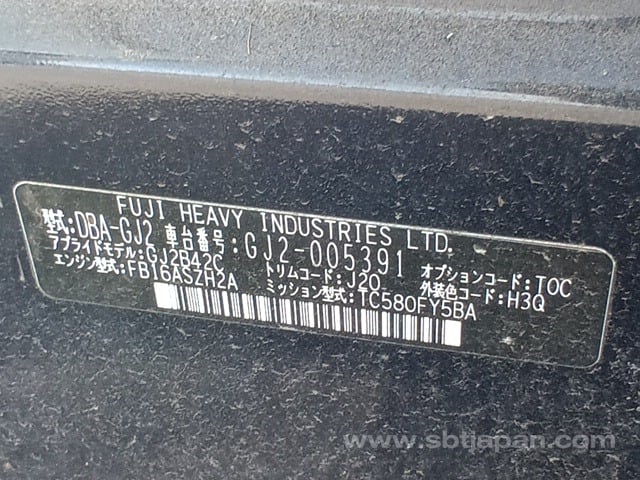 FUJI HEAVY INDUSTRIES LTD.
型式:DBA-GJ2 車台番号:GJ2-005391
アプライドモデル:GJ2B42C トリムコード:J20 オプションコード:TOC
エンジン型式:FB16ASZH2A ミッション型式:TC580FY5BA 外装色コード:H3Q
www.sbtjapan.com